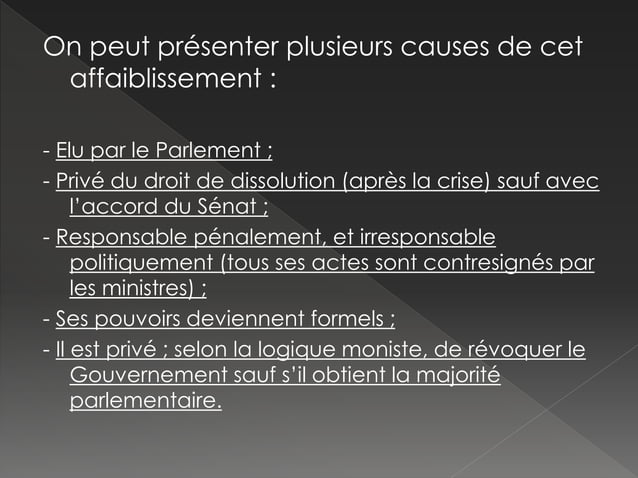 On peut présenter plusieurs causes de cet
affaiblissement :
- Elu par le Parlement ;
- Privé du droit de dissolution (après la crise) sauf avec
l’accord du Sénat ;
- Responsable pénalement, et irresponsable
politiquement (tous ses actes sont contresignés par
les ministres) ;
- Ses pouvoirs deviennent formels ;
- Il est privé ; selon la logique moniste, de révoquer le
Gouvernement sauf s’il obtient la majorité
parlementaire.